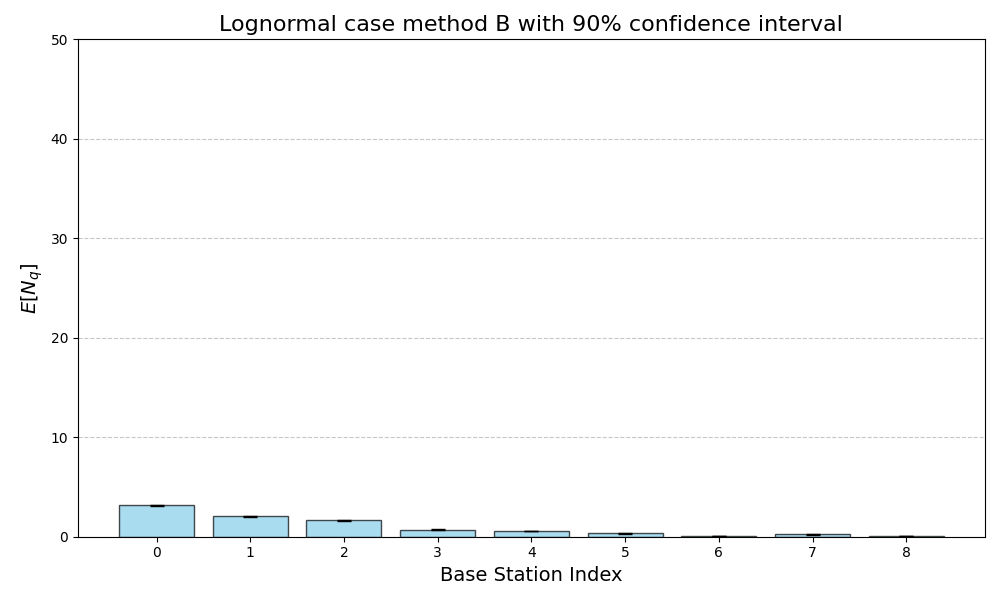 Lognormal case method B with 90% confidence interval
50
40
30
20
10
0
E[N_q]
0 1 2 3 4 5 6 7 8
Base Station Index